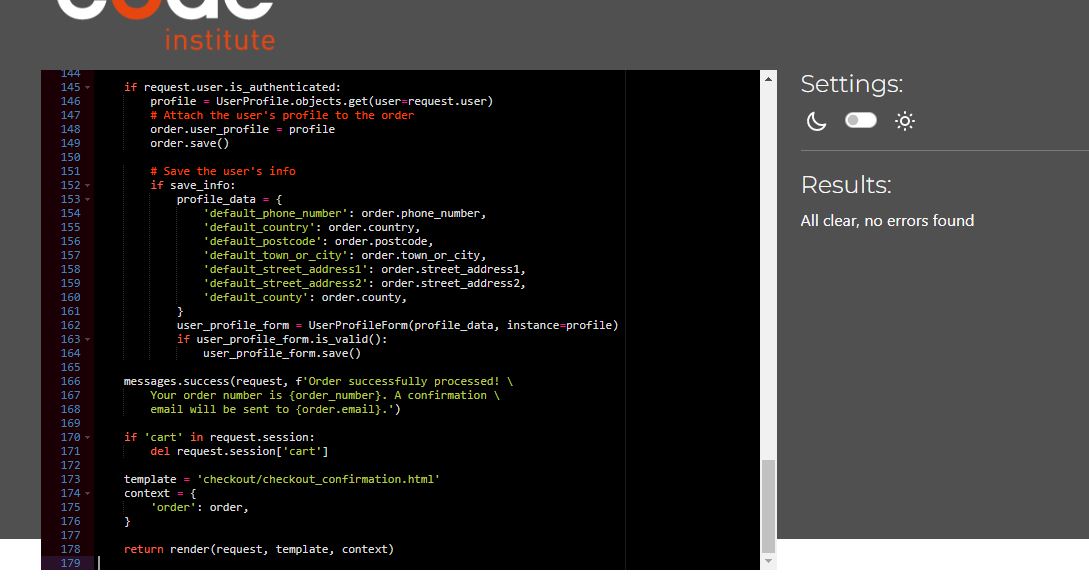 code
institute
144
145 if request.user.is_authenticated:
146 profile = UserProfile.objects.get(user=request.user)
147 # Attach the user's profile to the order
148 order.user_profile = profile
149 order.save()
150
151 # Save the user's info
152 if save_info:
153 profile_data = {
154 'default_phone_number': order.phone_number,
155 'default_country': order.country,
156 'default_postcode': order.postcode,
157 'default_town_or_city': order.town_or_city,
158 'default_street_address1': order.street_address1,
159 'default_street_address2': order.street_address2,
160 'default_county': order.county,
161 }
162 user_profile_form = UserProfileForm(profile_data, instance=profile)
163 if user_profile_form.is_valid():
164 user_profile_form.save()
165
166 messages.success(request, f'Order successfully processed! \
167 Your order number is {order_number}. A confirmation \
168 email will be sent to {order.email}.')
169
170 if 'cart' in request.session:
171 del request.session['cart']
172
173 template = 'checkout/checkout_confirmation.html'
174 context = {
175 'order': order,
176 }
177
178 return render(request, template, context)
179
Settings:
Results:
All clear, no errors found